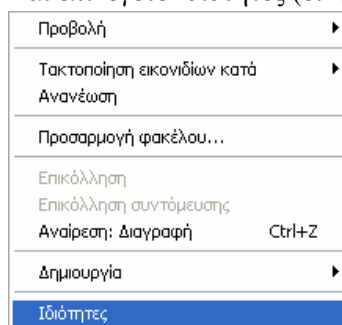 Προβολή
Τακτοποίηση εικονιδίων κατά
Ανανέωση
Προσαρμογή φακέλου...
Επικόλληση
Επικόλληση συντόμευσης
Αναίρεση: Διαγραφή Ctrl+Z
Δημιουργία
Ιδιότητες